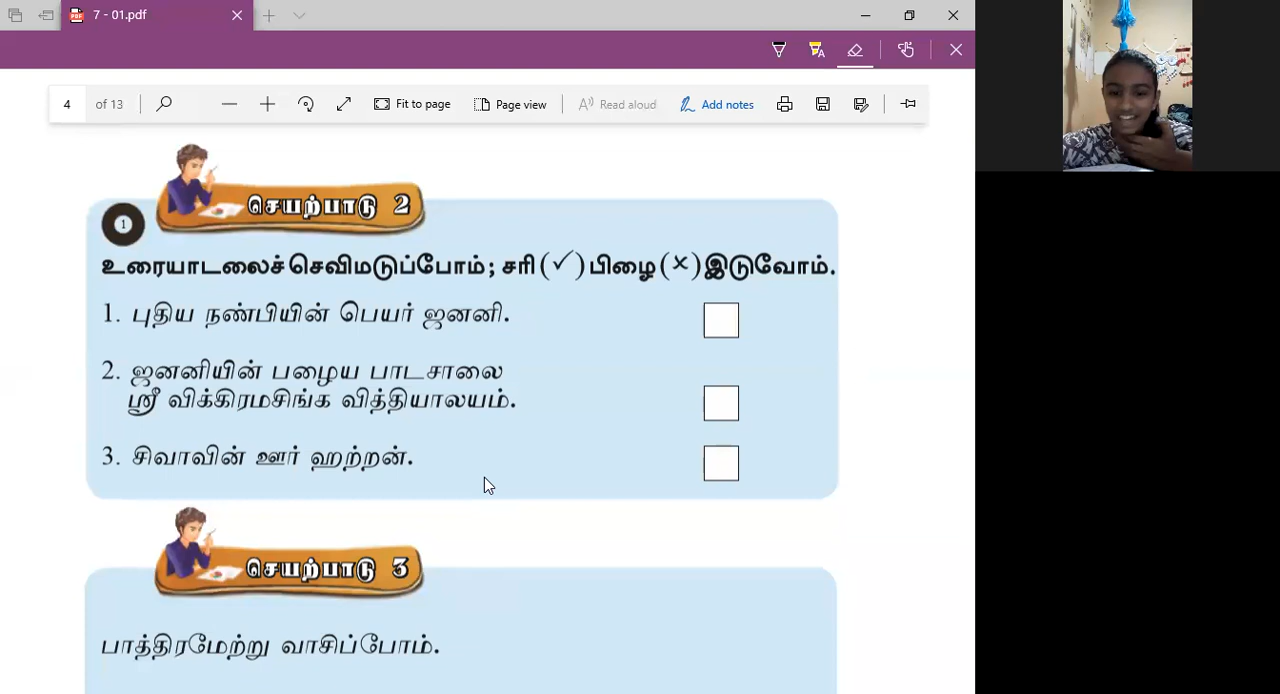 7 - 01.pdf
4 of 13 Fit to page Page view Read aloud Add notes
செயற்பாடு 2
1
உரையாடலைச் செவிமடுப்போம்; சரி (✓) பிழை (×) இடுவோம்.
1. புதிய நண்பியின் பெயர் ஜனனி.
2. ஜனனியின் பழைய பாடசாலை
ஸ்ரீ விக்கிரமசிங்க வித்தியாலயம்.
3. சிவாவின் ஊர் ஹற்றன்.
செயற்பாடு 3
பாத்திரமேற்று வாசிப்போம்.